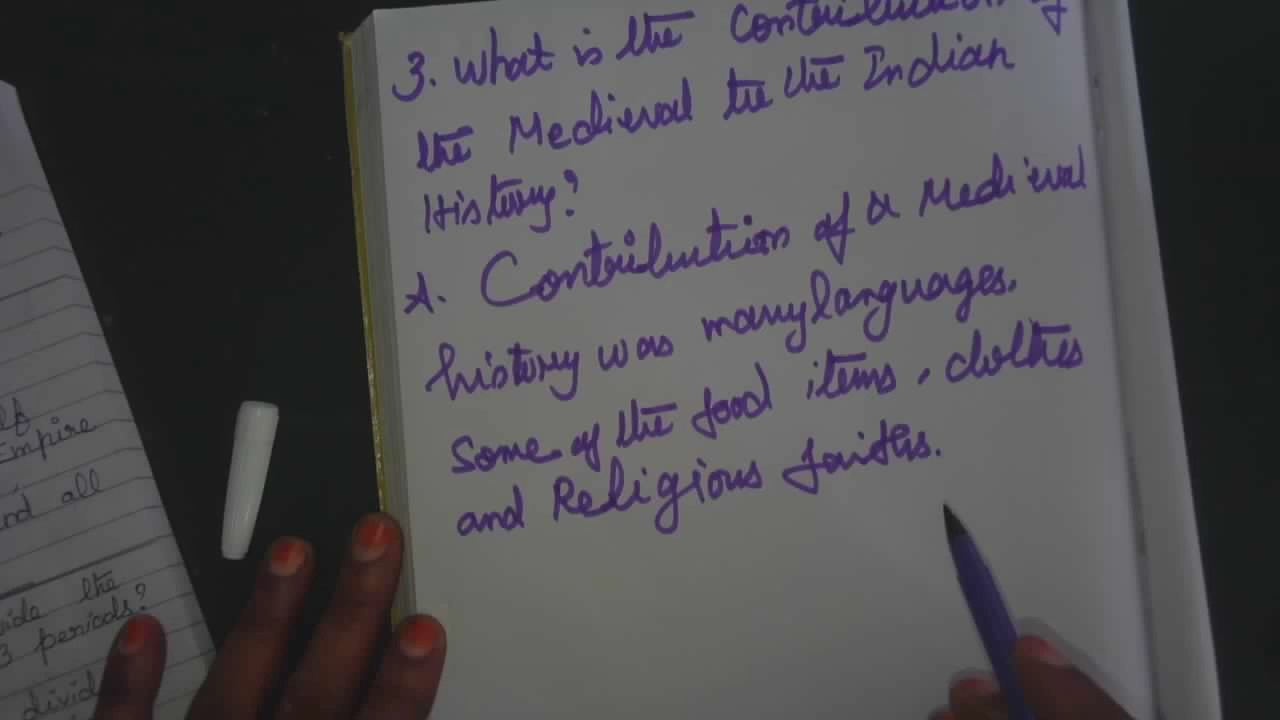 3. What is the Contribution of
the Medieval to the Indian
History?
A. Contribution of a Medieval
history was many languages.
Some of the food items, clothes
and Religious faiths.
Empire
and all
the
3 periods?
divid